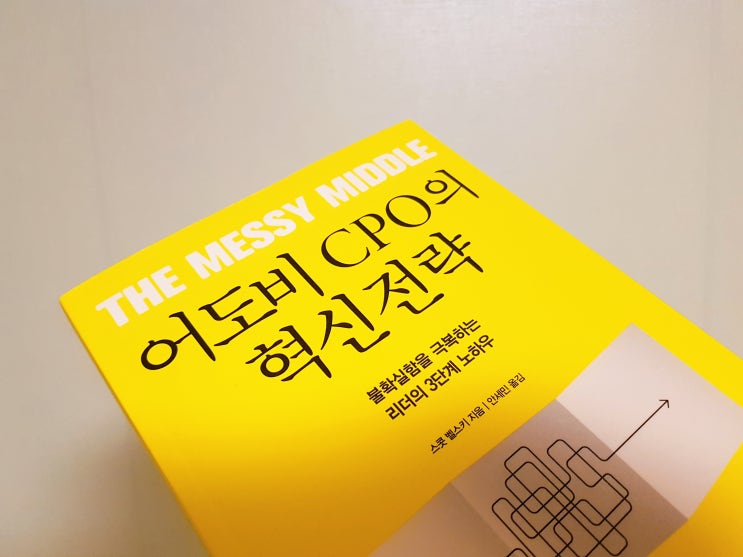 THE MESSY MIDDLE
어도비 CPO의
혁신전략
불확실함을 극복하는
리더의 3단계 노하우
스콧 벨스키 지음 | 안세민 옮김